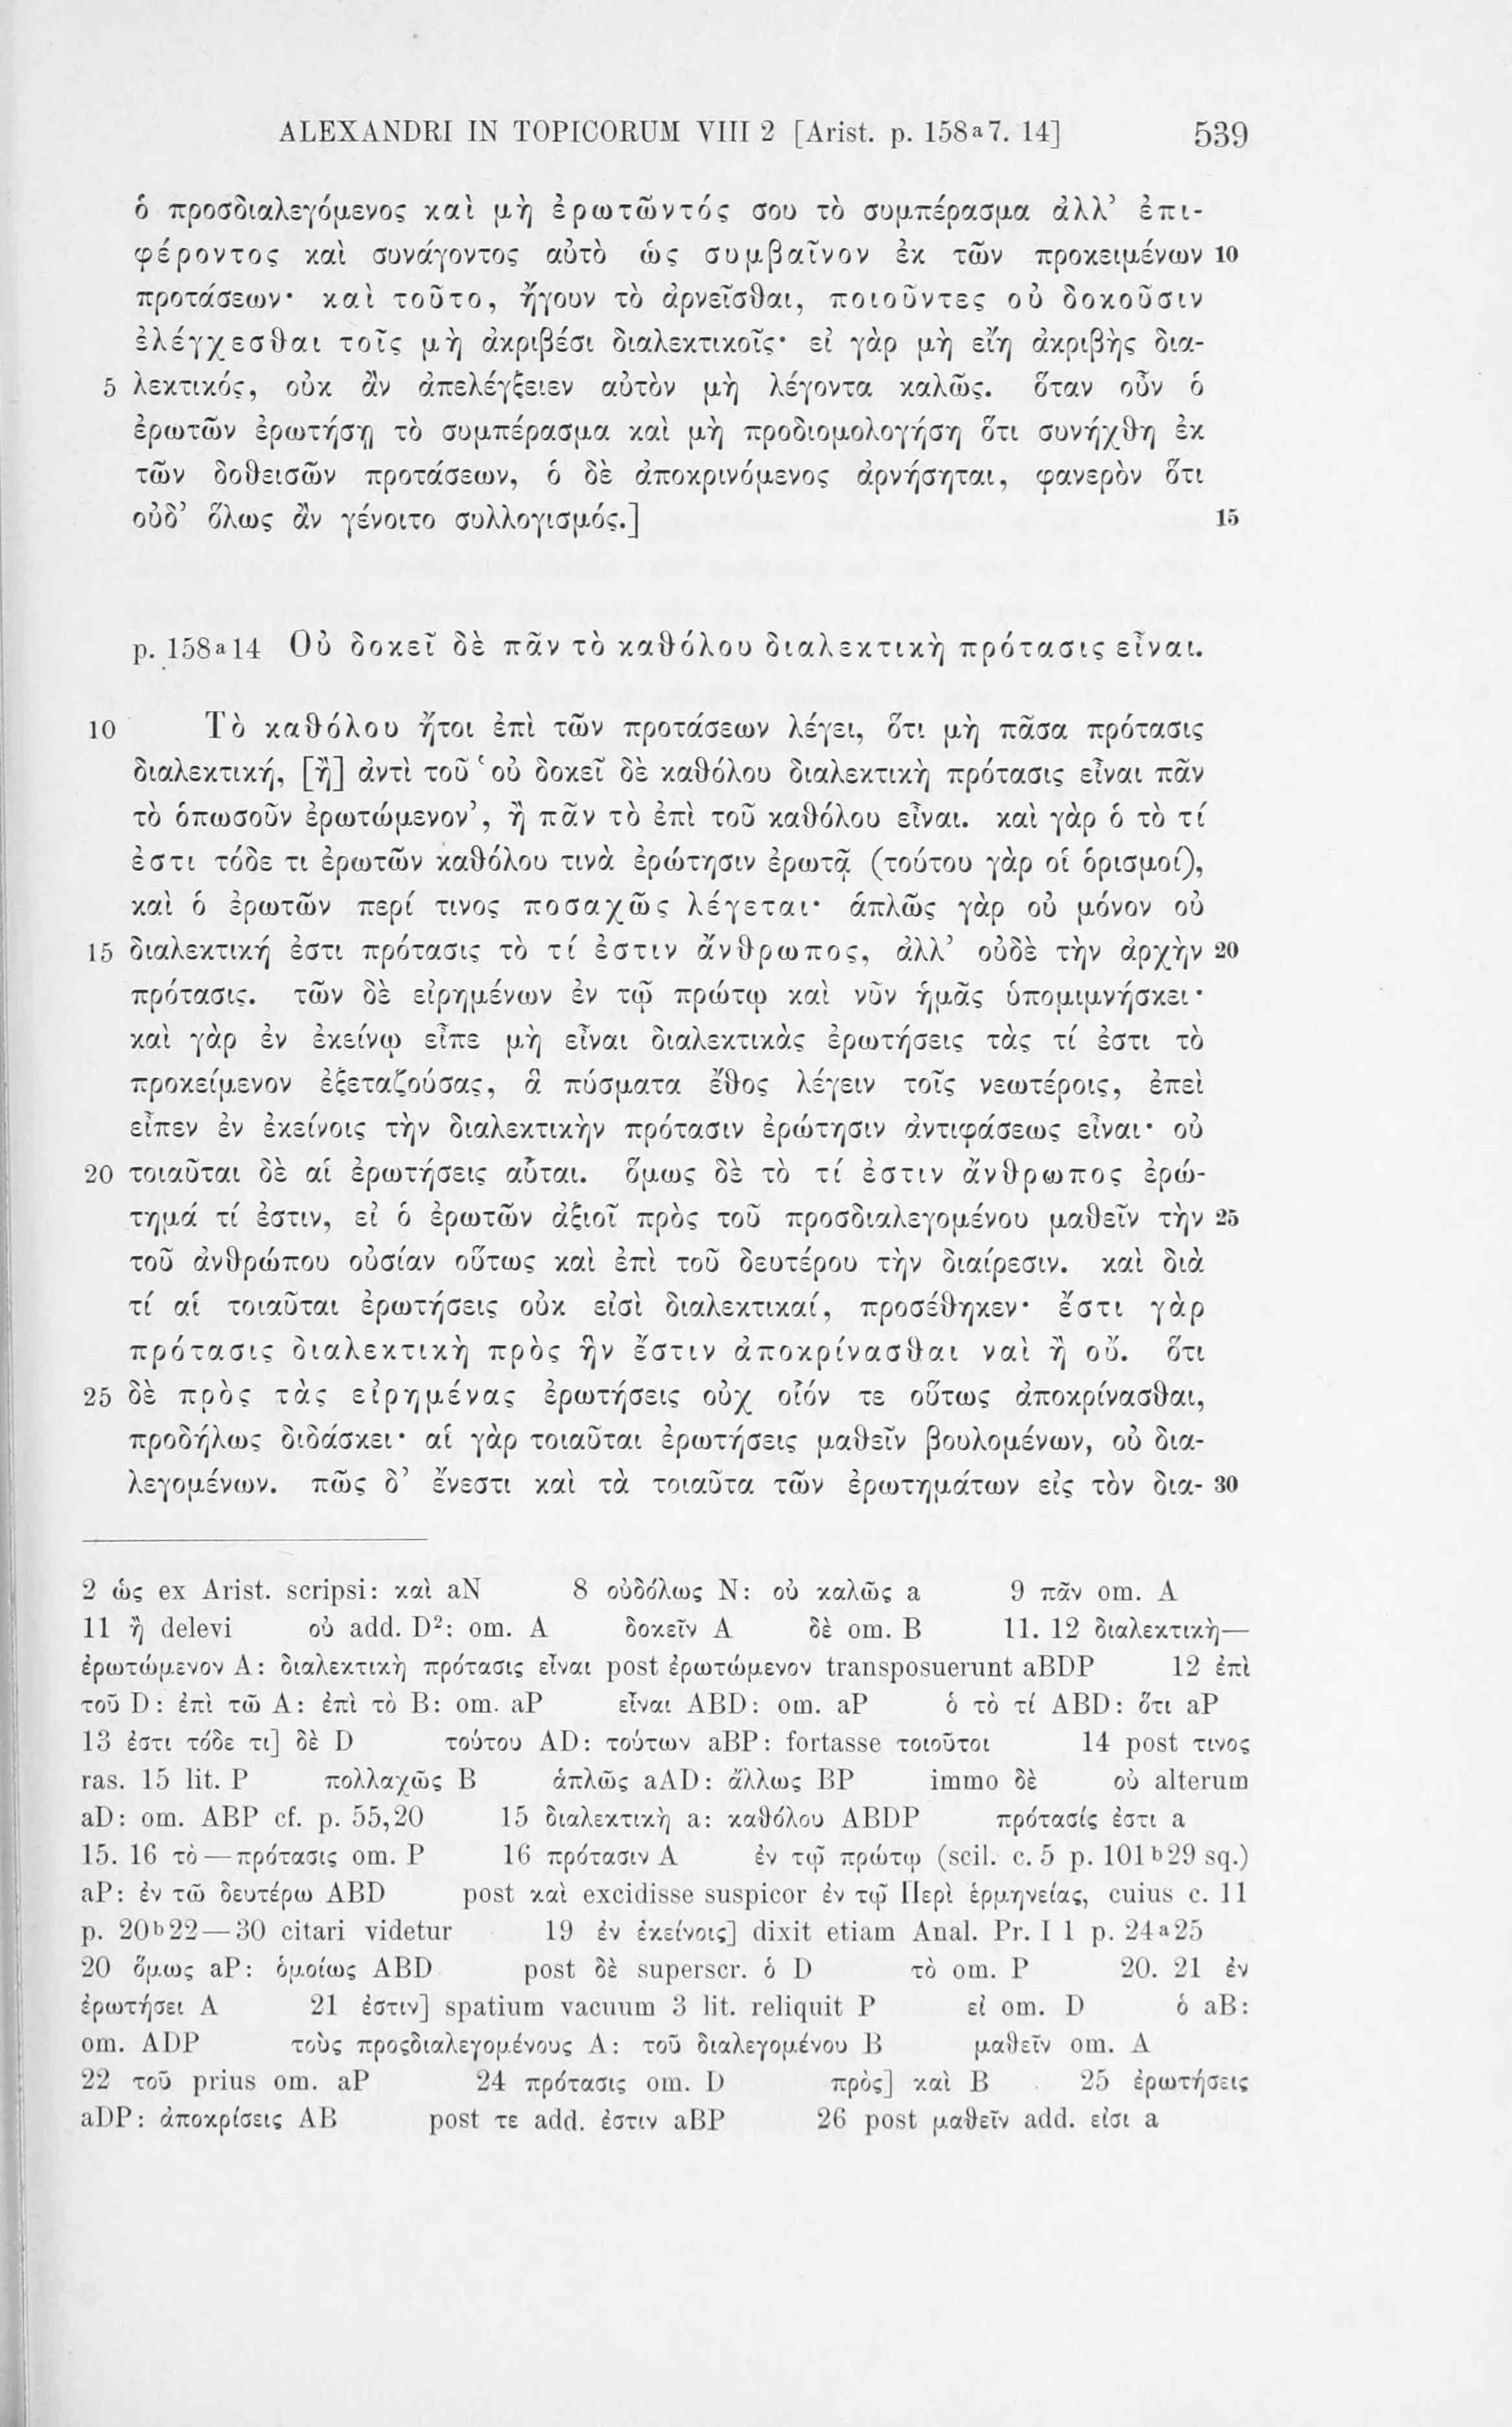 ALEXANDRI IN TOPICORUM VIII 2 [Arist. p. 158ᵃ7. 14] 539
ὁ προσδιαλεγόμενος καὶ μὴ ἐρωτῶντός σου τὸ συμπέρασμα ἀλλ’ ἐπι-
φέροντος καὶ συνάγοντος αὐτὸ ὡς συμβαῖνον ἐκ τῶν προκειμένων 10
προτάσεων· καὶ τοῦτο, ἤγουν τὸ ἀρνεῖσθαι, ποιοῦντες οὐ δοκοῦσιν
ἐλέγχεσθαι τοῖς μὴ ἀκριβέσι διαλεκτικοῖς· εἰ γὰρ μὴ εἴη ἀκριβὴς δια-
5 λεκτικός, οὐκ ἂν ἀπελέγξειεν αὐτὸν μὴ λέγοντα καλῶς. ὅταν οὖν ὁ
ἐρωτῶν ἐρωτήσῃ τὸ συμπέρασμα καὶ μὴ προδιομολογήση ὅτι συνήχθη ἐκ
τῶν δοθεισῶν προτάσεων, ὁ δὲ ἀποκρινόμενος ἀρνήσηται, φανερὸν ὅτι
οὐδ’ ὅλως ἂν γένοιτο συλλογισμός.] 15
p. 158ᵃ14 Οὐ δοκεῖ δὲ πᾶν τὸ καθόλου διαλεκτικὴ πρότασις εἶναι.
10 Τὸ καθόλου ἤτοι ἐπὶ τῶν προτάσεων λέγει, ὅτι μὴ πᾶσα πρότασις
διαλεκτική, [ἢ] ἀντὶ τοῦ ‘οὐ δοκεῖ δὲ καθόλου διαλεκτικὴ πρότασις εἶναι πᾶν
τὸ ὁπωσοῦν ἐρωτώμενον’, ἢ πᾶν τὸ ἐπὶ τοῦ καθόλου εἶναι. καὶ γὰρ ὁ τὸ τί
ἐστι τόδε τι ἐρωτῶν καθόλου τινὰ ἐρώτησιν ἐρωτᾷ (τούτου γὰρ οἱ ὁρισμοί),
καὶ ὁ ἐρωτῶν περί τινος ποσαχῶς λέγεται· ἁπλῶς γὰρ οὐ μόνον οὐ
15 διαλεκτική ἐστι πρότασις τὸ τί ἐστιν ἄνθρωπος, ἀλλ’ οὐδὲ τὴν ἀρχὴν 20
πρότασις. τῶν δὲ εἰρημένων ἐν τῷ πρώτῳ καὶ νῦν ἡμᾶς ὑπομιμνήσκει·
καὶ γὰρ ἐν ἐκείνῳ εἶπε μὴ εἶναι διαλεκτικὰς ἐρωτήσεις τὰς τί ἐστι τὸ
προκείμενον ἐξεταζούσας, ἃ πύσματα ἔθος λέγειν τοῖς νεωτέροις, ἐπεὶ
εἶπεν ἐν ἐκείνοις τὴν διαλεκτικὴν πρότασιν ἐρώτησιν ἀντιφάσεως εἶναι· οὐ
20 τοιαῦται δὲ αἱ ἐρωτήσεις αὗται. ὅμως δὲ τὸ τί ἐστιν ἄνθρωπος ἐρώ-
τημά τί ἐστιν, εἰ ὁ ἐρωτῶν ἀξιοῖ πρὸς τοῦ προσδιαλεγομένου μαθεῖν τὴν 25
τοῦ ἀνθρώπου οὐσίαν οὕτως καὶ ἐπὶ τοῦ δευτέρου τὴν διαίρεσιν. καὶ διὰ
τί αἱ τοιαῦται ἐρωτήσεις οὐκ εἰσὶ διαλεκτικαί, προσέθηκεν· ἔστι γὰρ
πρότασις διαλεκτικὴ πρὸς ἣν ἔστιν ἀποκρίνασθαι ναὶ ἢ οὔ. ὅτι
25 δὲ πρὸς τὰς εἰρημένας ἐρωτήσεις οὐχ οἷόν τε οὕτως ἀποκρίνασθαι,
προδήλως διδάσκει· αἱ γὰρ τοιαῦται ἐρωτήσεις μαθεῖν βουλομένων, οὐ δια-
λεγομένων. πῶς δ’ ἔνεστι καὶ τὰ τοιαῦτα τῶν ἐρωτημάτων εἰς τὸν δια- 30
2 ὡς ex Arist. scripsi: καὶ aN 8 οὐδόλως N: οὐ καλῶς a 9 πᾶν om. A
11 ἢ delevi οὐ add. D²: om. A δοκεῖν A δὲ om. B 11. 12 διαλεκτικὴ—
ἐρωτώμενον A: διαλεκτικὴ πρότασις εἶναι post ἐρωτώμενον transposuerunt aBDP 12 ἐπὶ
τοῦ D: ἐπὶ τῶ A: ἐπὶ τὸ B: om. aP εἶναι ABD: om. aP ὁ τὸ τί ABD: ὅτι aP
13 ἐστι τόδε τι] δὲ D τούτου AD: τούτων aBP: fortasse τοιοῦτοι 14 post τινος
ras. 15 lit. P πολλαχῶς B ἁπλῶς aAD: ἄλλως BP immo δὲ οὐ alterum
aD: om. ABP cf. p. 55,20 15 διαλεκτικὴ a: καθόλου ABDP πρότασίς ἐστι a
15. 16 τὸ—πρότασις om. P 16 πρότασιν A ἐν τῷ πρώτῳ (scil. c. 5 p. 101ᵇ29 sq.)
aP: ἐν τῶ δευτέρω ABD post καὶ excidisse suspicor ἐν τῷ Περὶ ἑρμηνείας, cuius c. 11
p. 20ᵇ22—30 citari videtur 19 ἐν ἐκείνοις] dixit etiam Anal. Pr. I 1 p. 24ᵃ25
20 ὅμως aP: ὁμοίως ABD post δὲ superscr. ὁ D τὸ om. P 20. 21 ἐν
ἐρωτήσει A 21 ἐστιν] spatium vacuum 3 lit. reliquit P εἰ om. D ὁ aB:
om. ADP τοὺς προςδιαλεγομένους A: τοῦ διαλεγομένου B μαθεῖν om. A
22 τοῦ prius om. aP 24 πρότασις om. D πρὸς] καὶ B 25 ἐρωτήσεις
aDP: ἀποκρίσεις AB post τε add. ἐστιν aBP 26 post μαθεῖν add. εἰσι a